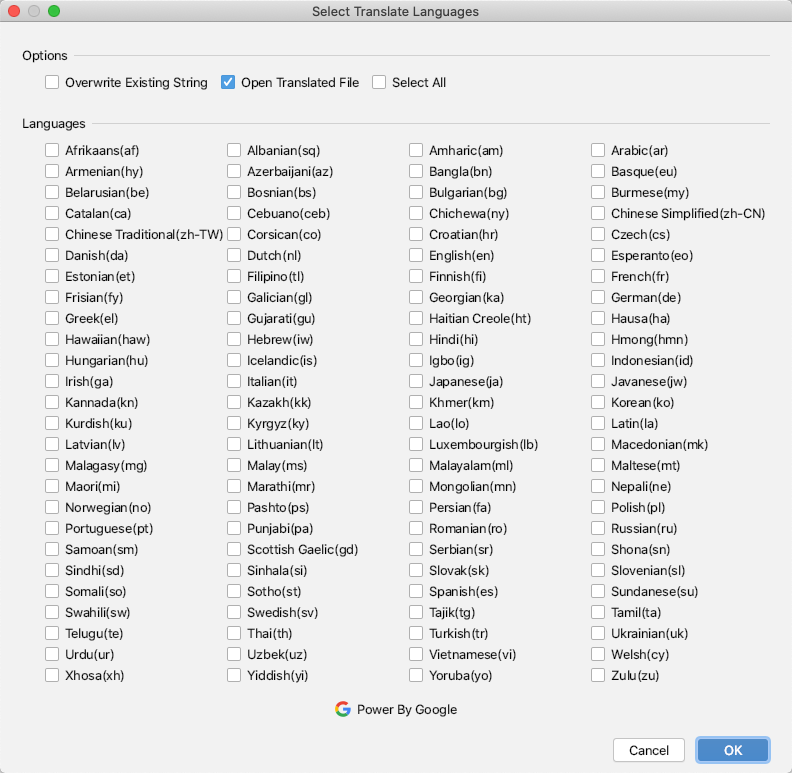 Select Translate Languages
Options
Overwrite Existing String Open Translated File Select All
Languages
Afrikaans(af) Albanian(sq) Amharic(am) Arabic(ar)
Armenian(hy) Azerbaijani(az) Bangla(bn) Basque(eu)
Belarusian(be) Bosnian(bs) Bulgarian(bg) Burmese(my)
Catalan(ca) Cebuano(ceb) Chichewa(ny) Chinese Simplified(zh-CN)
Chinese Traditional(zh-TW) Corsican(co) Croatian(hr) Czech(cs)
Danish(da) Dutch(nl) English(en) Esperanto(eo)
Estonian(et) Filipino(tl) Finnish(fi) French(fr)
Frisian(fy) Galician(gl) Georgian(ka) German(de)
Greek(el) Gujarati(gu) Haitian Creole(ht) Hausa(ha)
Hawaiian(haw) Hebrew(iw) Hindi(hi) Hmong(hmn)
Hungarian(hu) Icelandic(is) Igbo(ig) Indonesian(id)
Irish(ga) Italian(it) Japanese(ja) Javanese(jw)
Kannada(kn) Kazakh(kk) Khmer(km) Korean(ko)
Kurdish(ku) Kyrgyz(ky) Lao(lo) Latin(la)
Latvian(lv) Lithuanian(lt) Luxembourgish(lb) Macedonian(mk)
Malagasy(mg) Malay(ms) Malayalam(ml) Maltese(mt)
Maori(mi) Marathi(mr) Mongolian(mn) Nepali(ne)
Norwegian(no) Pashto(ps) Persian(fa) Polish(pl)
Portuguese(pt) Punjabi(pa) Romanian(ro) Russian(ru)
Samoan(sm) Scottish Gaelic(gd) Serbian(sr) Shona(sn)
Sindhi(sd) Sinhala(si) Slovak(sk) Slovenian(sl)
Somali(so) Sotho(st) Spanish(es) Sundanese(su)
Swahili(sw) Swedish(sv) Tajik(tg) Tamil(ta)
Telugu(te) Thai(th) Turkish(tr) Ukrainian(uk)
Urdu(ur) Uzbek(uz) Vietnamese(vi) Welsh(cy)
Xhosa(xh) Yiddish(yi) Yoruba(yo) Zulu(zu)
Power By Google
Cancel OK